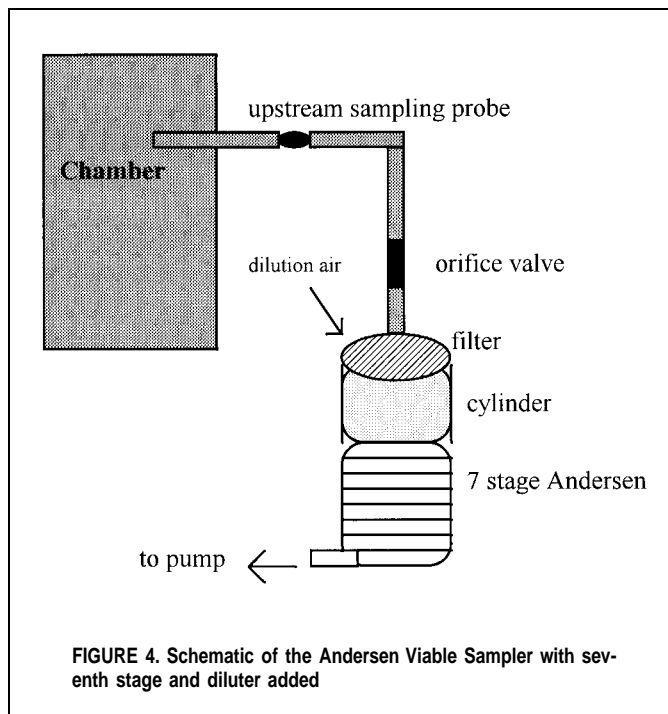 upstream sampling probe
Chamber
orifice valve
dilution air
filter
cylinder
7 stage Andersen
to pump
FIGURE 4. Schematic of the Andersen Viable Sampler with sev-
enth stage and diluter added